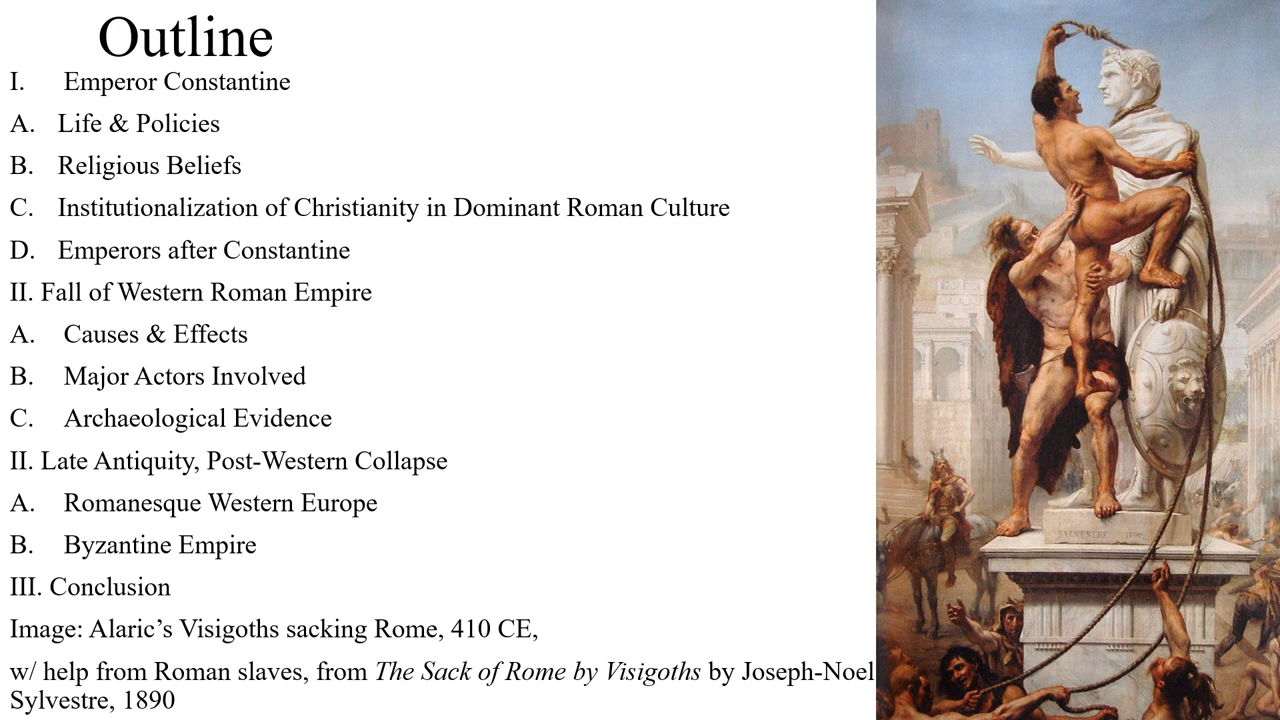 Outline
I. Emperor Constantine
A. Life & Policies
B. Religious Beliefs
C. Institutionalization of Christianity in Dominant Roman Culture
D. Emperors after Constantine
II. Fall of Western Roman Empire
A. Causes & Effects
B. Major Actors Involved
C. Archaeological Evidence
II. Late Antiquity, Post-Western Collapse
A. Romanesque Western Europe
B. Byzantine Empire
III. Conclusion
Image: Alaric’s Visigoths sacking Rome, 410 CE,
w/ help from Roman slaves, from The Sack of Rome by Visigoths by Joseph-Noel
Sylvestre, 1890
SYLVESTRE 1890